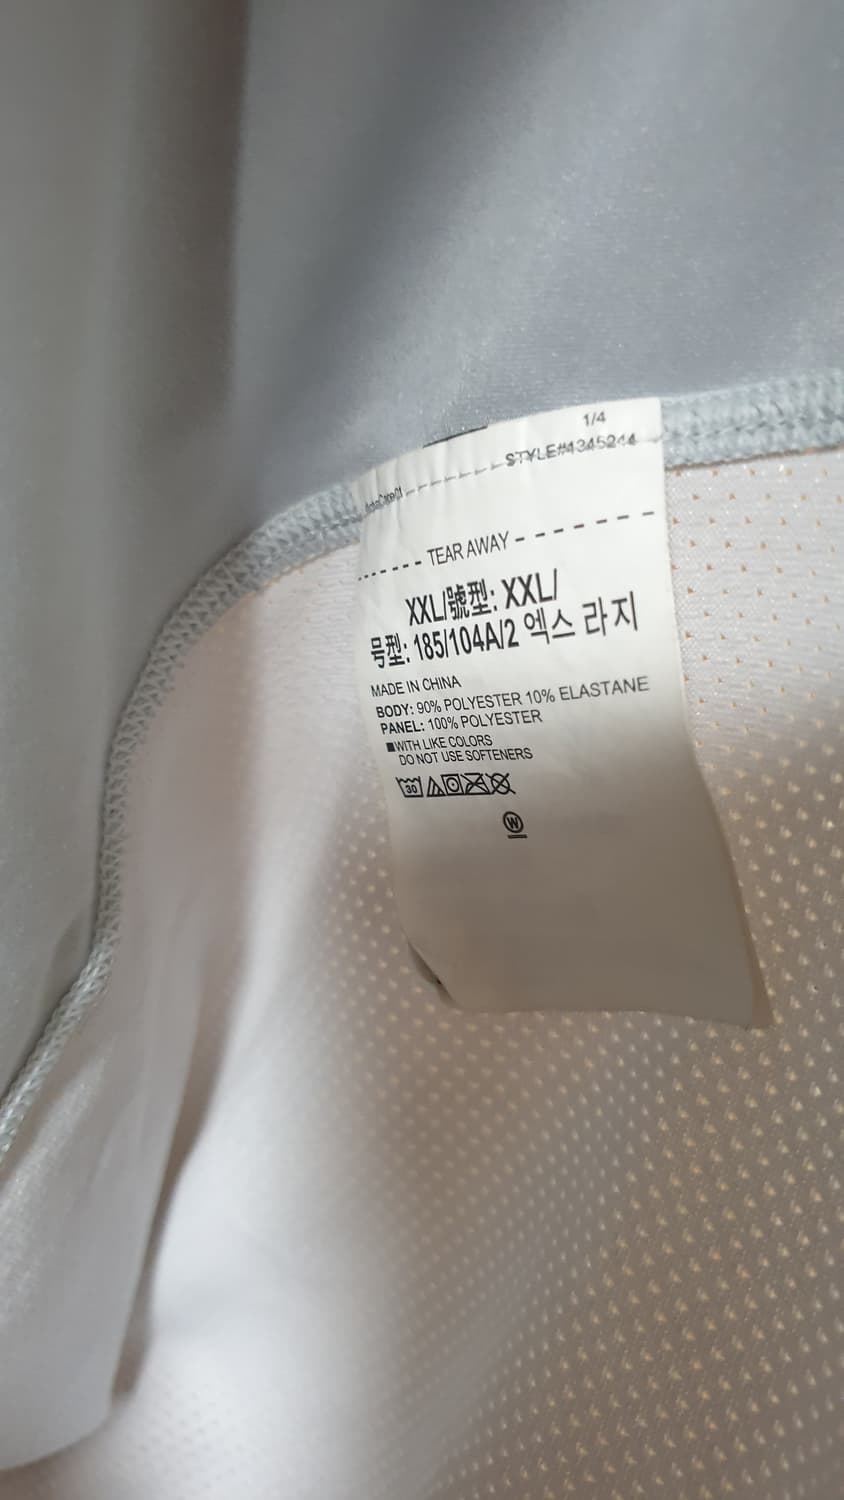 1/4
STYLE#4345244
TEAR AWAY
XXL/號型: XXL/
号型: 185/104A/2 엑스 라지
MADE IN CHINA
BODY: 90% POLYESTER 10% ELASTANE
PANEL: 100% POLYESTER
WITH LIKE COLORS
DO NOT USE SOFTENERS
30
W